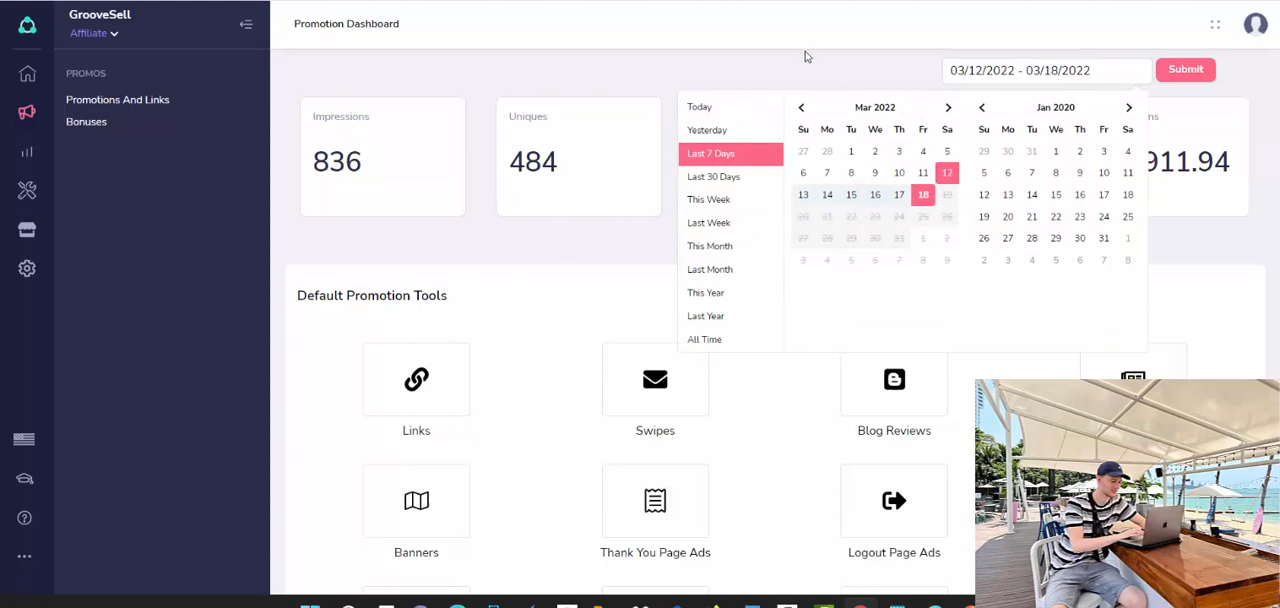 GrooveSell
Affiliate
PROMOS
Promotions And Links
Bonuses
Promotion Dashboard
03/12/2022 - 03/18/2022
Submit
Impressions
836
Uniques
484
911.94
Today
Yesterday
Last 7 Days
Last 30 Days
This Week
Last Week
This Month
Last Month
This Year
Last Year
All Time
Mar 2022
Su Mo Tu We Th Fr Sa
27 28 1 2 3 4 5
6 7 8 9 10 11 12
13 14 15 16 17 18 19
20 21 22 23 24 25 26
27 28 29 30 31 1 2
3 4 5 6 7 8 9
Jan 2020
Su Mo Tu We Th Fr Sa
29 30 31 1 2 3 4
5 6 7 8 9 10 11
12 13 14 15 16 17 18
19 20 21 22 23 24 25
26 27 28 29 30 31 1
2 3 4 5 6 7 8
Default Promotion Tools
Links
Swipes
Blog Reviews
Banners
Thank You Page Ads
Logout Page Ads